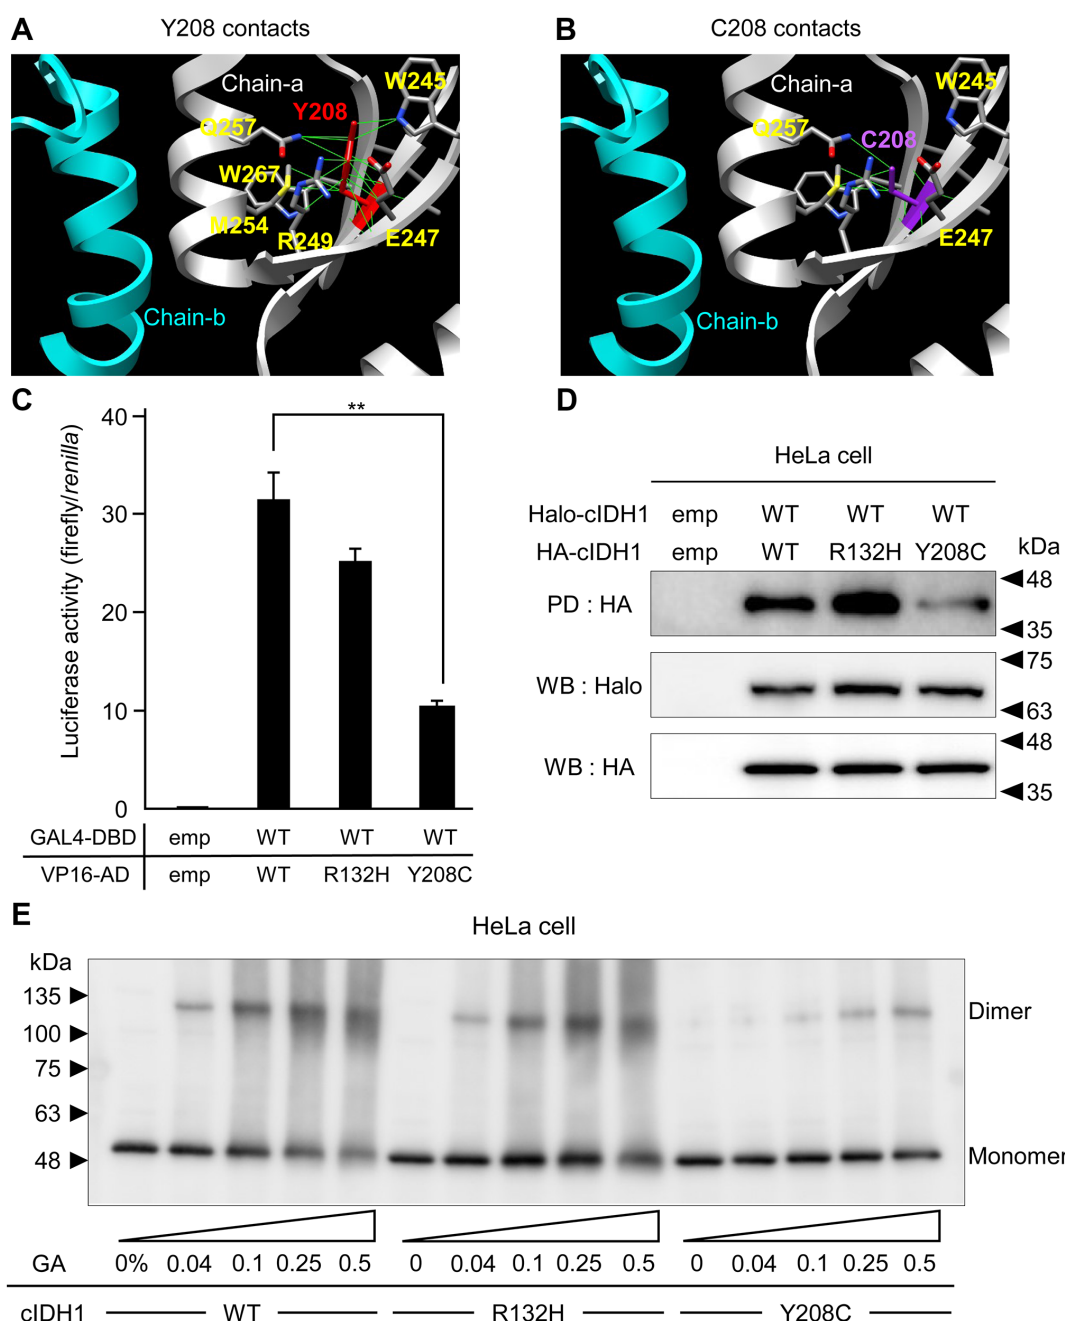 A
Y208 contacts
Chain-a
W245
Y208
Q257
W267
M254
R249
E247
Chain-b
B
C208 contacts
Chain-a
W245
Q257
C208
E247
Chain-b
C
Luciferase activity (firefly/renilla)
40
30
20
10
0
**
GAL4-DBD emp WT WT WT
VP16-AD emp WT R132H Y208C
D
HeLa cell
Halo-cIDH1 emp WT WT WT
HA-cIDH1 emp WT R132H Y208C
kDa
PD : HA
48
35
WB : Halo
75
63
WB : HA
48
35
E
HeLa cell
kDa
135
100
75
63
48
Dimer
Monomer
GA 0% 0.04 0.1 0.25 0.5 0 0.04 0.1 0.25 0.5 0 0.04 0.1 0.25 0.5
cIDH1 WT R132H Y208C